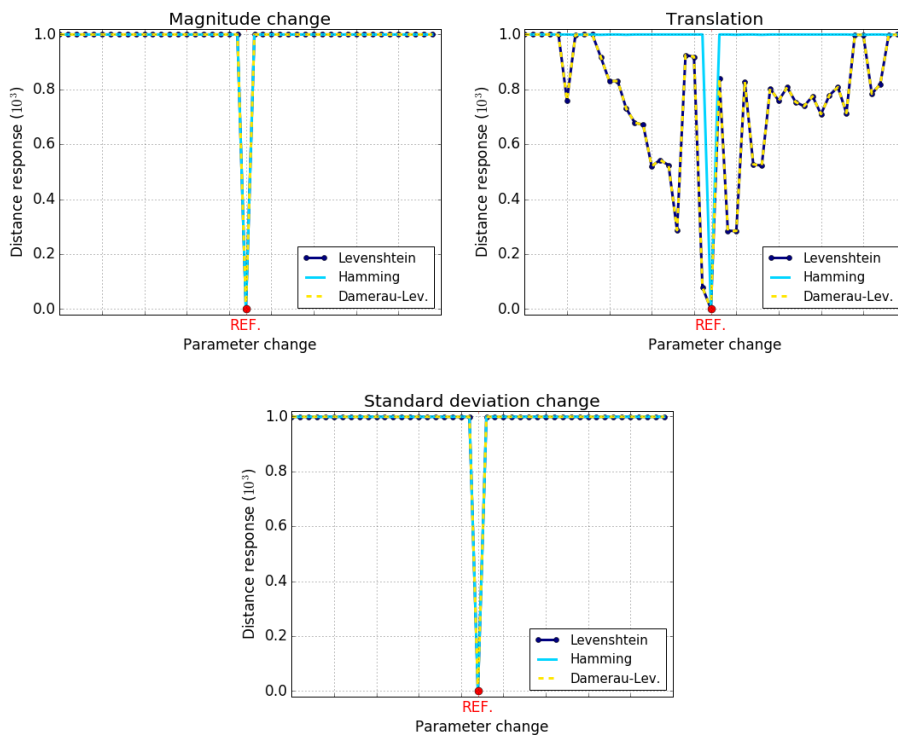 Magnitude change
1.0
0.8
0.6
0.4
0.2
0.0
Distance response (10³)
Levenshtein
Hamming
Damerau-Lev.
REF.
Parameter change
Translation
1.0
0.8
0.6
0.4
0.2
0.0
Distance response (10³)
Levenshtein
Hamming
Damerau-Lev.
REF.
Parameter change
Standard deviation change
1.0
0.8
0.6
0.4
0.2
0.0
Distance response (10³)
Levenshtein
Hamming
Damerau-Lev.
REF.
Parameter change